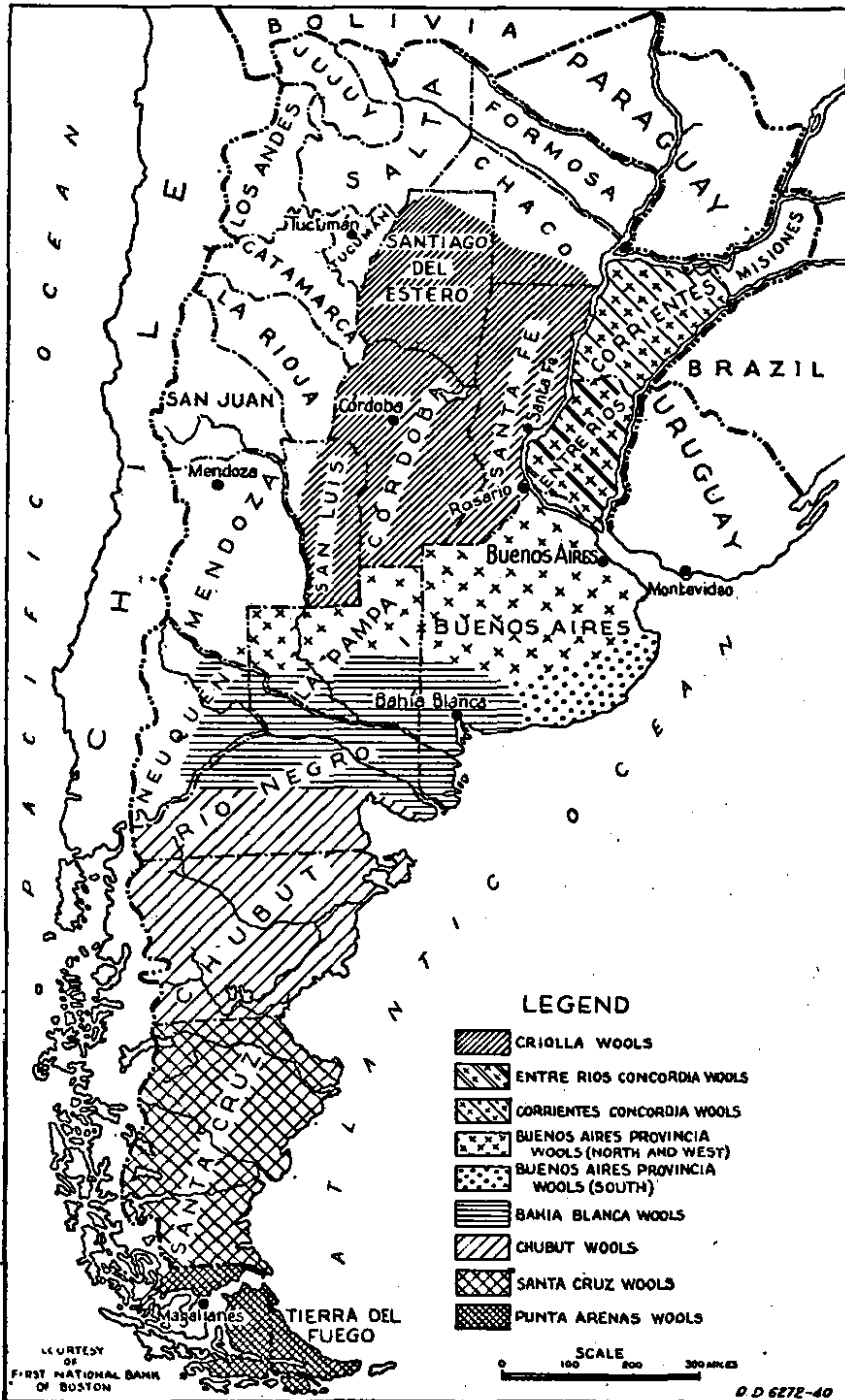 BOLIVIA
PARAGUAY
JUJUY
SALTA
FORMOSA
CHACO
LOS ANDES
Tucumán
TUCUMAN
SANTIAGO
DEL
ESTERO
CATAMARCA
LA RIOJA
MISIONES
CORRIENTES
BRAZIL
SAN JUAN
Córdoba
CORDOBA
SANTA FE
Santa Fe
ENTRE RIOS
URUGUAY
Mendoza
MENDOZA
SAN LUIS
Rosario
BUENOS AIRES
Montevideo
LA PAMPA
BUENOS AIRES
Bahía Blanca
NEUQUEN
RIO NEGRO
CHUBUT
SANTA CRUZ
Magallanes
TIERRA DEL
FUEGO
CHILE
PACIFIC OCEAN
ATLANTIC OCEAN
LEGEND
CRIOLLA WOOLS
ENTRE RIOS CONCORDIA WOOLS
CORRIENTES CONCORDIA WOOLS
BUENOS AIRES PROVINCIA
WOOLS (NORTH AND WEST)
BUENOS AIRES PROVINCIA
WOOLS (SOUTH)
BAHIA BLANCA WOOLS
CHUBUT WOOLS
SANTA CRUZ WOOLS
PUNTA ARENAS WOOLS
SCALE
0 100 200 300 MILES
COURTESY
OF
FIRST NATIONAL BANK
OF BOSTON
O.D 6272-40